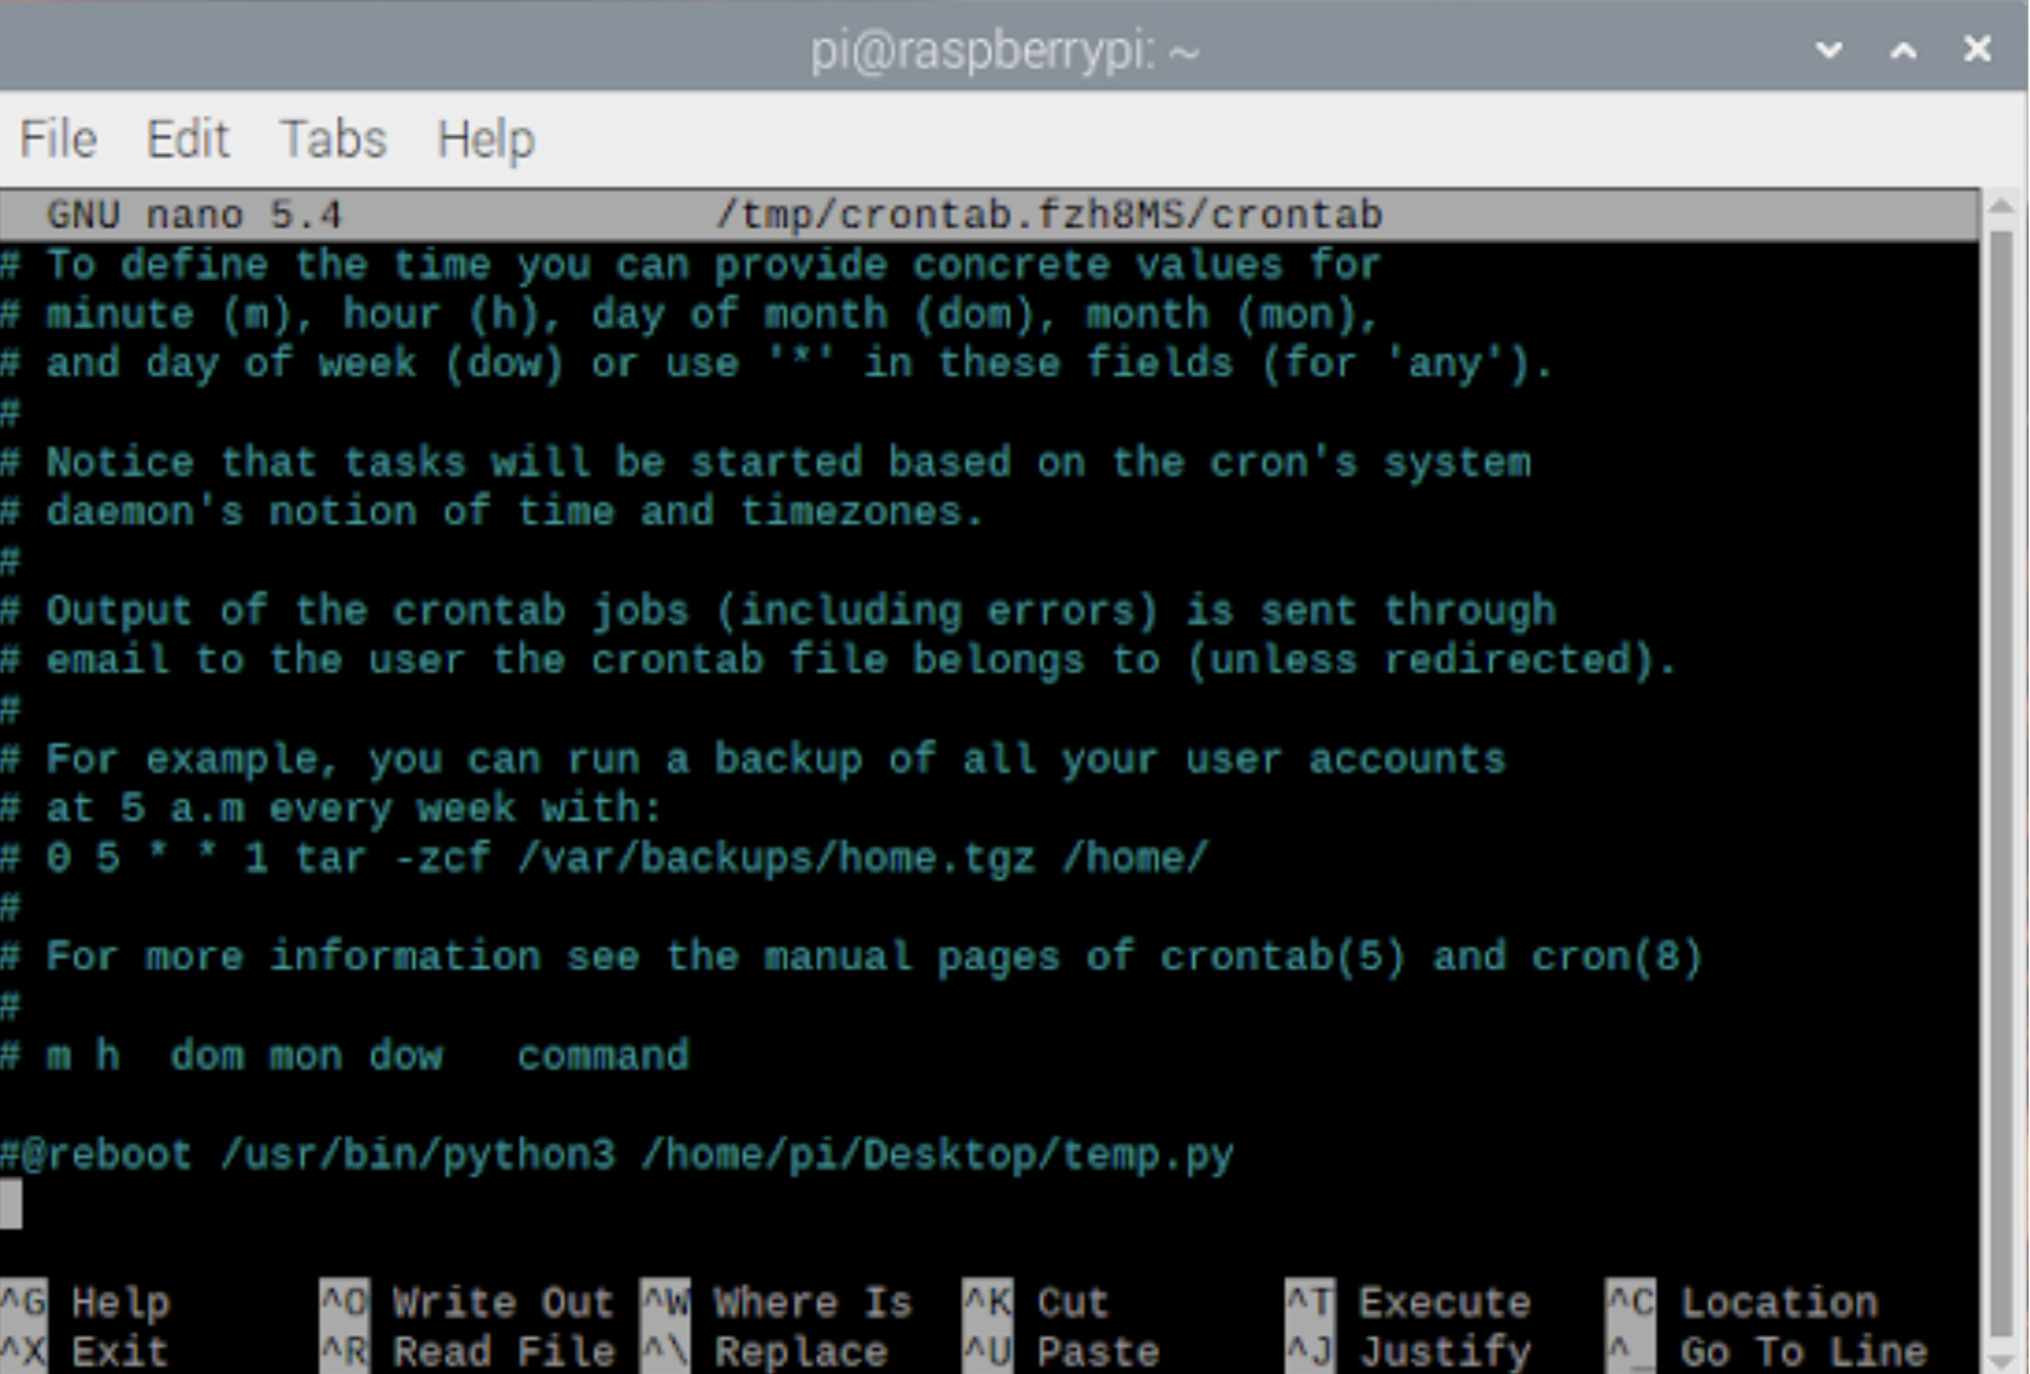 pi@raspberrypi: ~
File Edit Tabs Help
GNU nano 5.4 /tmp/crontab.fzh8MS/crontab
# To define the time you can provide concrete values for
# minute (m), hour (h), day of month (dom), month (mon),
# and day of week (dow) or use '*' in these fields (for 'any').
#
# Notice that tasks will be started based on the cron's system
# daemon's notion of time and timezones.
#
# Output of the crontab jobs (including errors) is sent through
# email to the user the crontab file belongs to (unless redirected).
#
# For example, you can run a backup of all your user accounts
# at 5 a.m every week with:
# 0 5 * * 1 tar -zcf /var/backups/home.tgz /home/
#
# For more information see the manual pages of crontab(5) and cron(8)
#
# m h  dom mon dow   command
#@reboot /usr/bin/python3 /home/pi/Desktop/temp.py
^G Help ^O Write Out ^W Where Is ^K Cut ^T Execute ^C Location
^X Exit ^R Read File ^\ Replace ^U Paste ^J Justify ^_ Go To Line